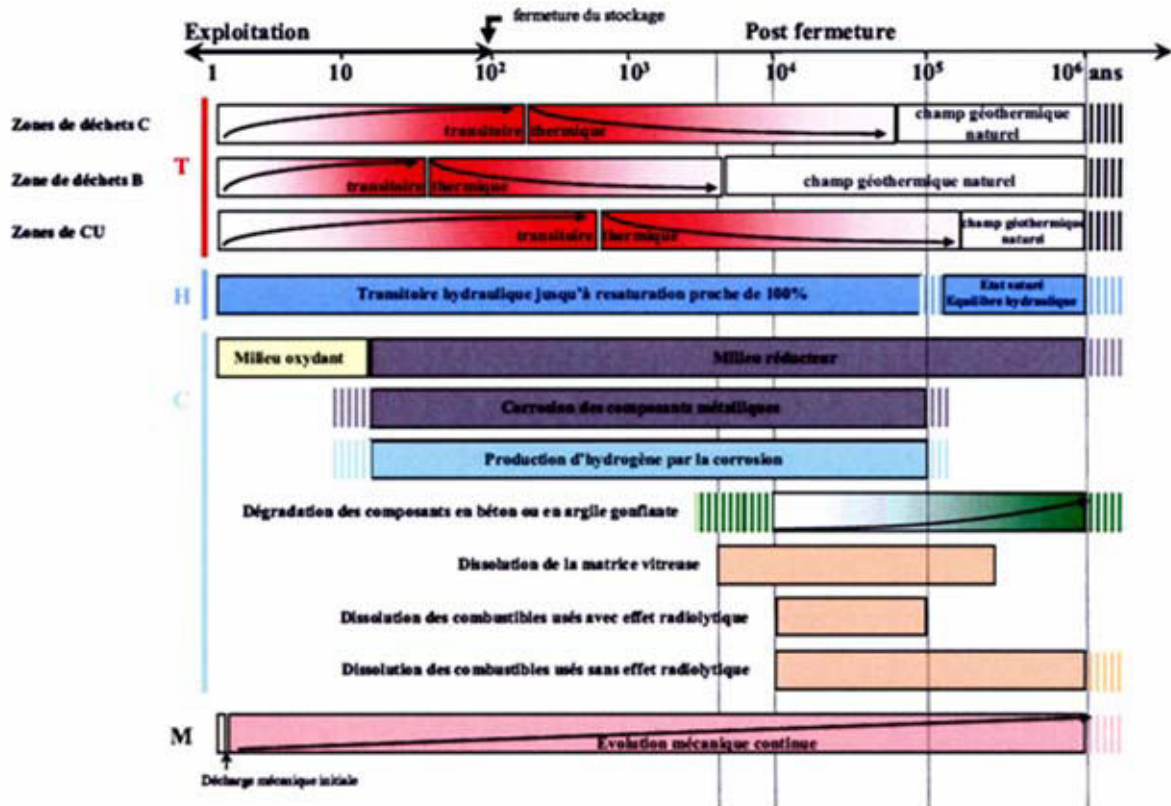 fermeture du stockage
Exploitation
Post fermeture
1 10 10² 10³ 10⁴ 10⁵ 10⁶ ans
Zones de déchets C
transitoire thermique
champ géothermique
naturel
T
Zone de déchets B
transitoire thermique
champ géothermique naturel
Zones de CU
transitoire thermique
champ géothermique
naturel
H
Transitoire hydraulique jusqu'à resaturation proche de 100%
Etat saturé
Equilibre hydraulique
Milieu oxydant
Milieu réducteur
C
Corrosion des composants métalliques
Production d'hydrogène par la corrosion
Dégradation des composants en béton ou en argile gonflante
Dissolution de la matrice vitreuse
Dissolution des combustibles usés avec effet radiolytique
Dissolution des combustibles usés sans effet radiolytique
M
Evolution mécanique continue
Décharge mécanique initiale